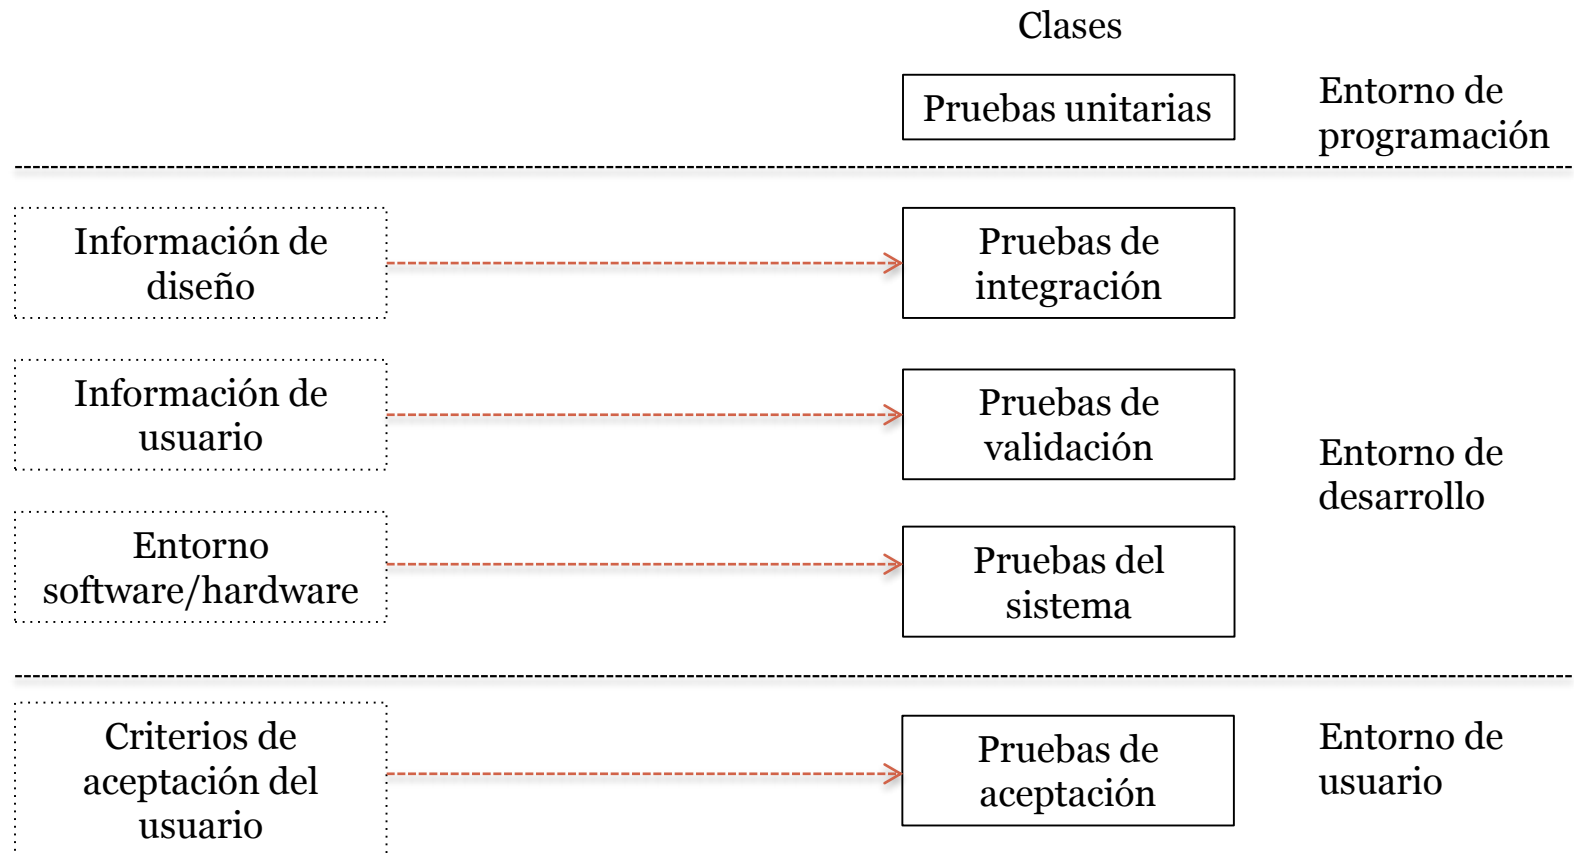 Clases
Pruebas unitarias
Entorno de
programación
Información de
diseño
Pruebas de
integración
Información de
usuario
Pruebas de
validación
Entorno de
desarrollo
Entorno
software/hardware
Pruebas del
sistema
Criterios de
aceptación del
usuario
Pruebas de
aceptación
Entorno de
usuario